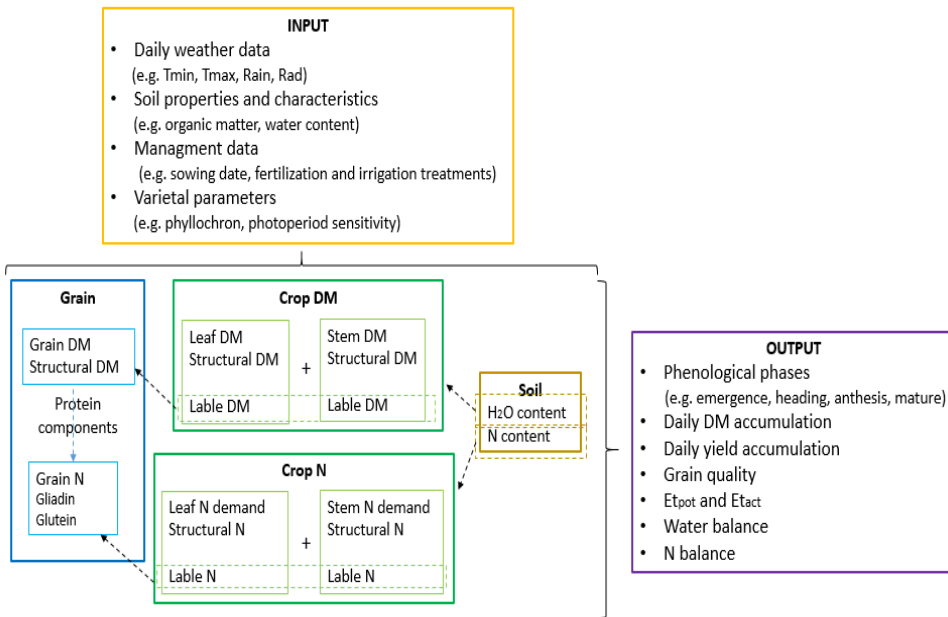 INPUT
• Daily weather data
(e.g. Tmin, Tmax, Rain, Rad)
• Soil properties and characteristics
(e.g. organic matter, water content)
• Managment data
(e.g. sowing date, fertilization and irrigation treatments)
• Varietal parameters
(e.g. phyllochron, photoperiod sensitivity)
Grain
Grain DM
Structural DM
Protein
components
Grain N
Gliadin
Glutein
Crop DM
Leaf DM
Structural DM
Lable DM
+
Stem DM
Structural DM
Lable DM
Crop N
Leaf N demand
Structural N
Lable N
+
Stem N demand
Structural N
Lable N
Soil
H₂O content
N content
OUTPUT
• Phenological phases
(e.g. emergence, heading, anthesis, mature)
• Daily DM accumulation
• Daily yield accumulation
• Grain quality
• Etpot and Etact
• Water balance
• N balance